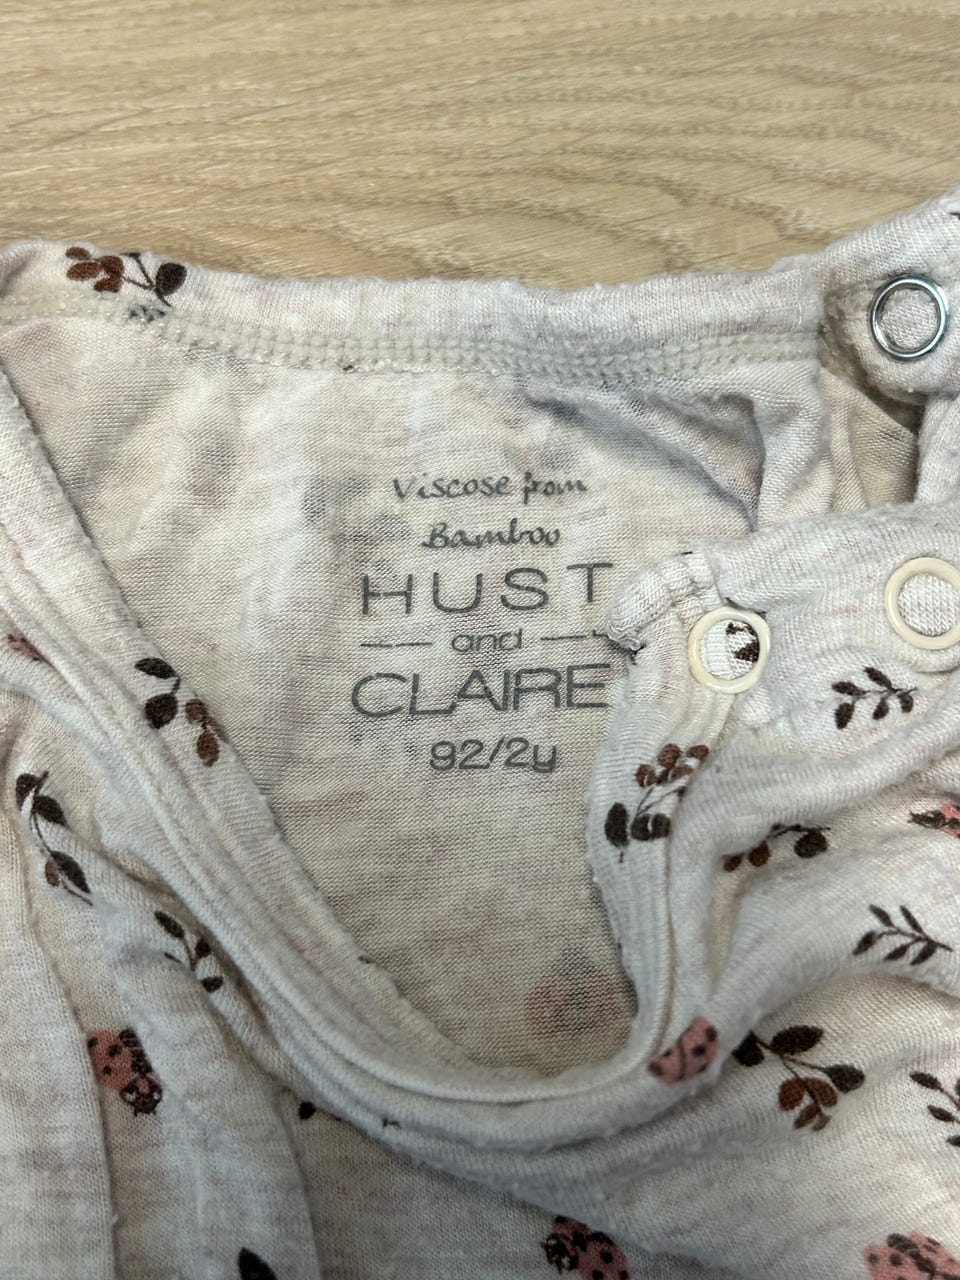 Viscose from
Bamboo
HUST
and
CLAIRE
92/2y